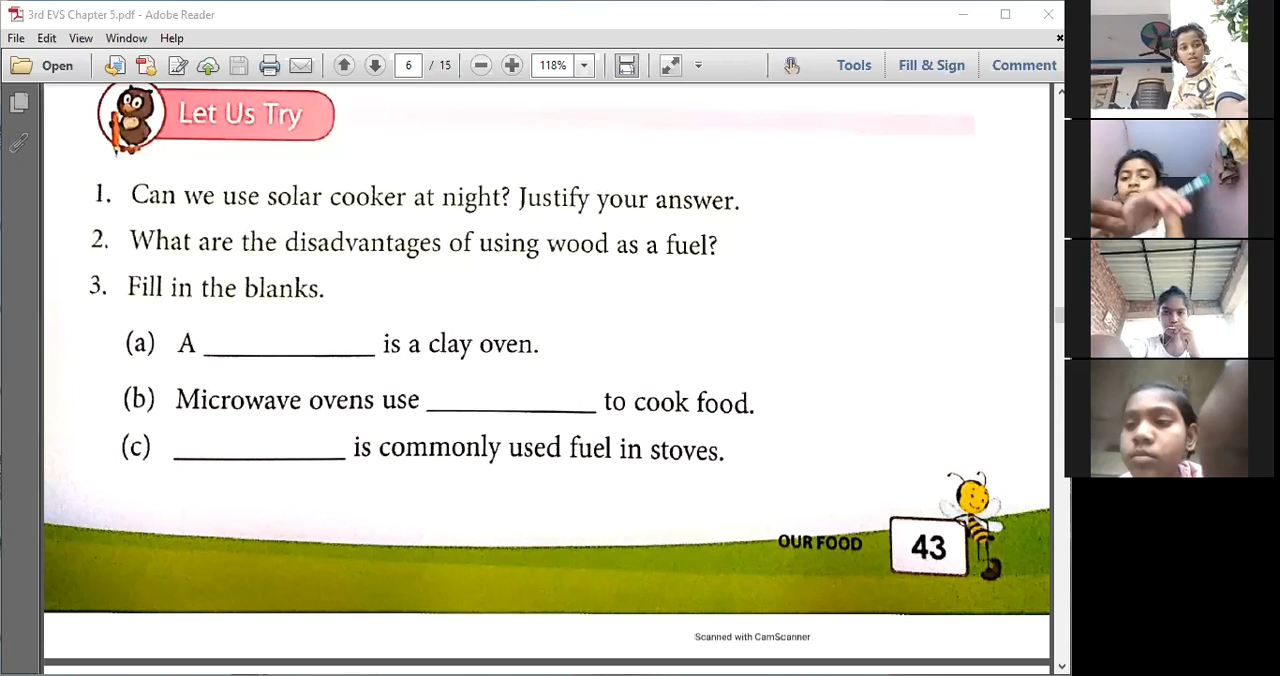 3rd EVS Chapter 5.pdf - Adobe Reader
File Edit View Window Help
Open 6 / 15 118% Tools Fill & Sign Comment
Let Us Try
1. Can we use solar cooker at night? Justify your answer.
2. What are the disadvantages of using wood as a fuel?
3. Fill in the blanks.
(a) A ____________ is a clay oven.
(b) Microwave ovens use ____________ to cook food.
(c) ____________ is commonly used fuel in stoves.
OUR FOOD 43
Scanned with CamScanner